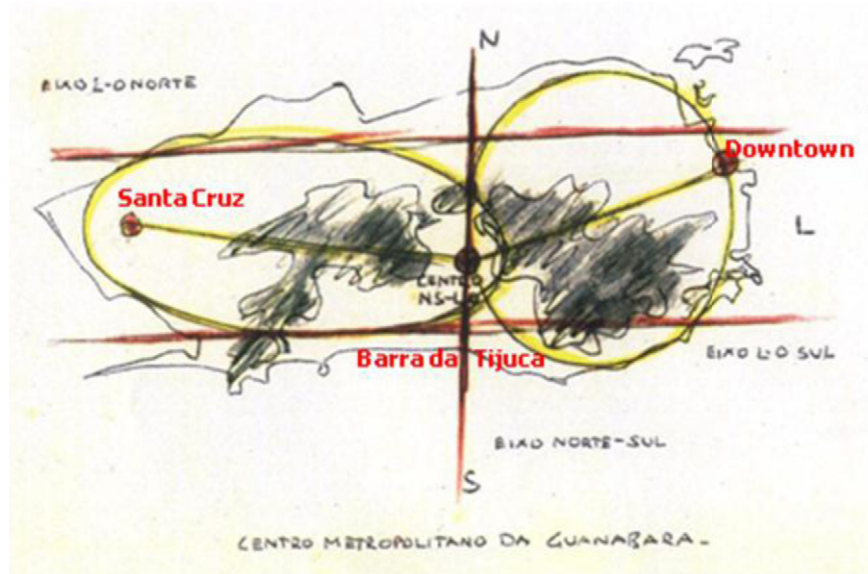 N
EIXO L-O NORTE
Downtown
Santa Cruz
L
CENTRO
NS-LO
Barra da Tijuca
EIXO L-O SUL
EIXO NORTE-SUL
S
CENTRO METROPOLITANO DA GUANABARA-